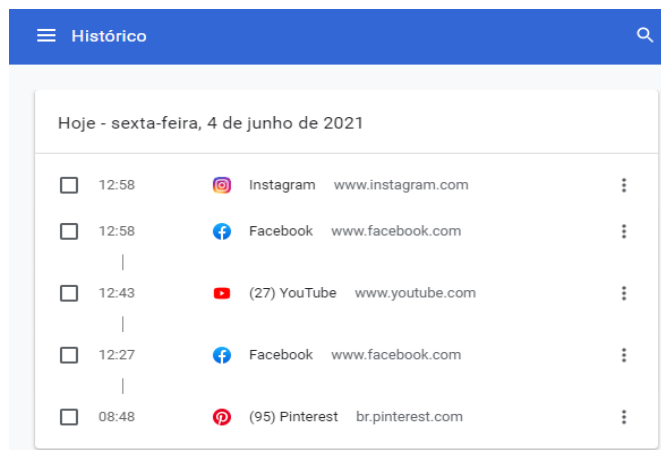 Histórico
Hoje - sexta-feira, 4 de junho de 2021
12:58 Instagram www.instagram.com
12:58 Facebook www.facebook.com
12:43 (27) YouTube www.youtube.com
12:27 Facebook www.facebook.com
08:48 (95) Pinterest br.pinterest.com